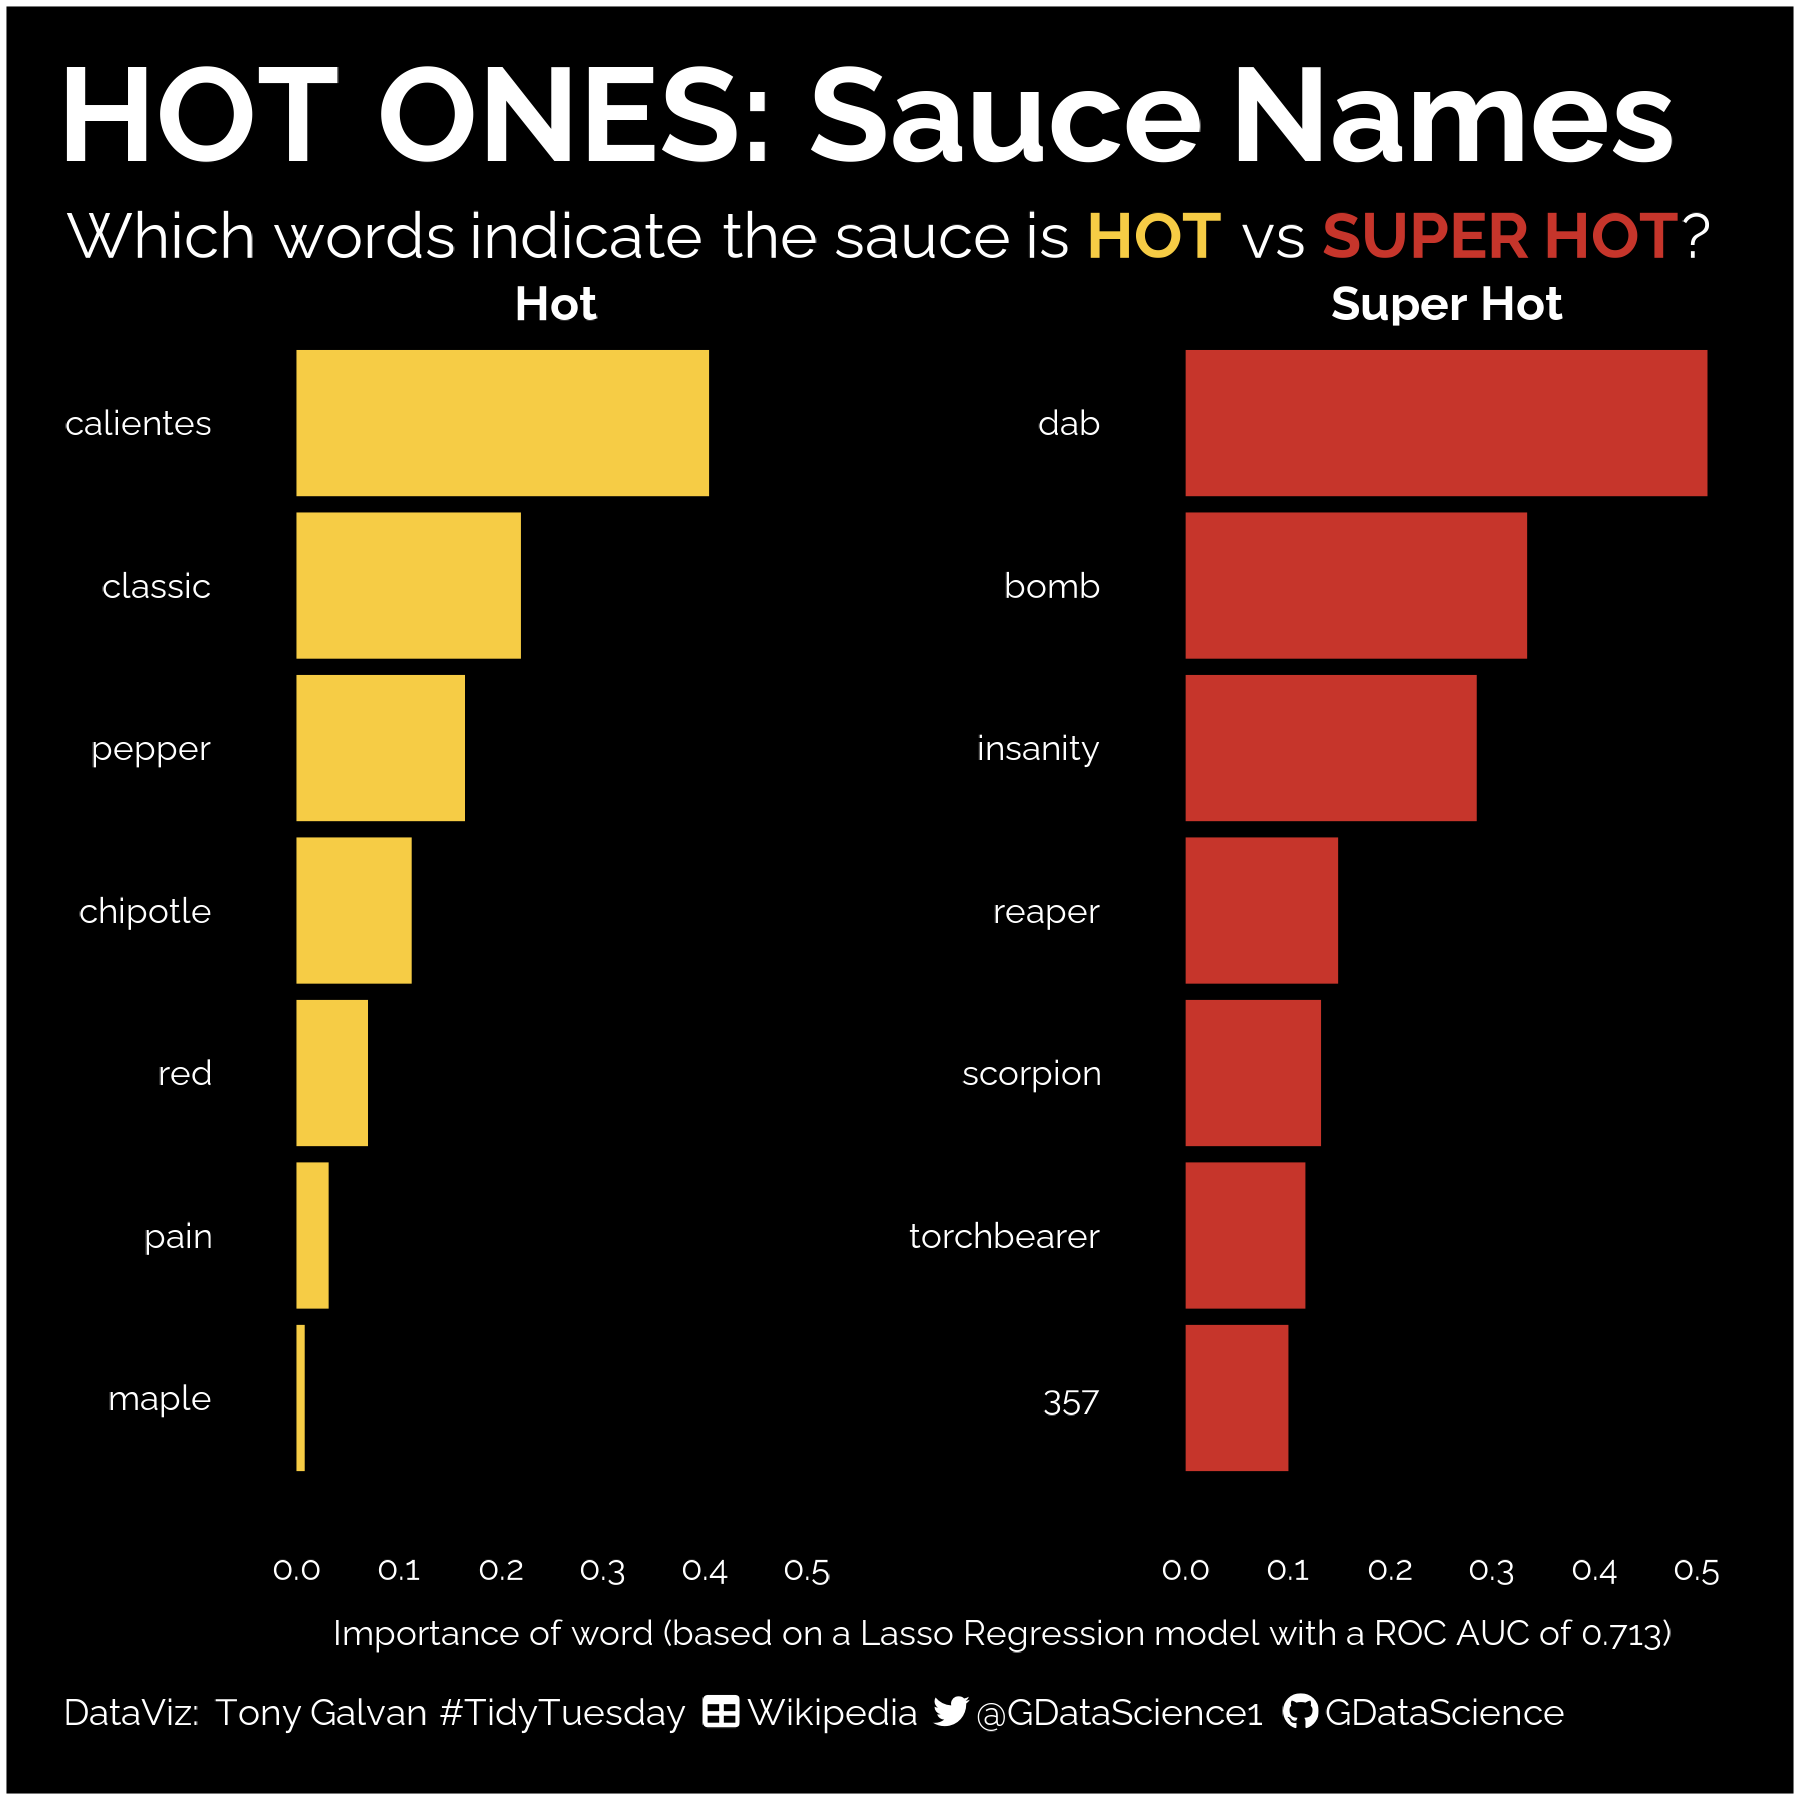 HOT ONES: Sauce Names
Which words indicate the sauce is HOT vs SUPER HOT?
Hot
calientes
classic
pepper
chipotle
red
pain
maple
0.0 0.1 0.2 0.3 0.4 0.5
Super Hot
dab
bomb
insanity
reaper
scorpion
torchbearer
357
0.0 0.1 0.2 0.3 0.4 0.5
Importance of word (based on a Lasso Regression model with a ROC AUC of 0.713)
DataViz: Tony Galvan #TidyTuesday Wikipedia @GDataScience1 GDataScience